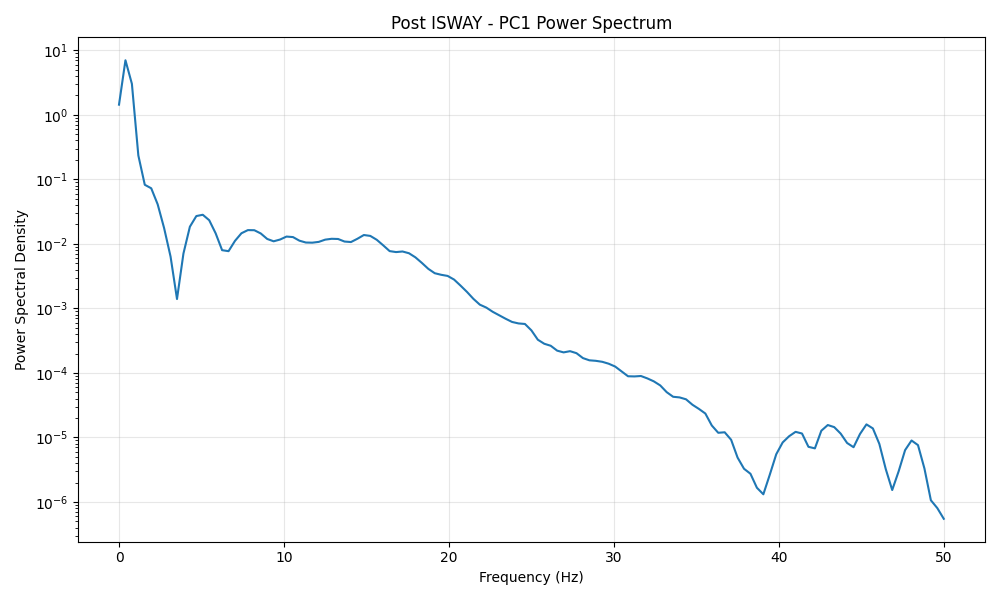 Post ISWAY - PC1 Power Spectrum
Power Spectral Density
10¹
10⁰
10⁻¹
10⁻²
10⁻³
10⁻⁴
10⁻⁵
10⁻⁶
0 10 20 30 40 50
Frequency (Hz)